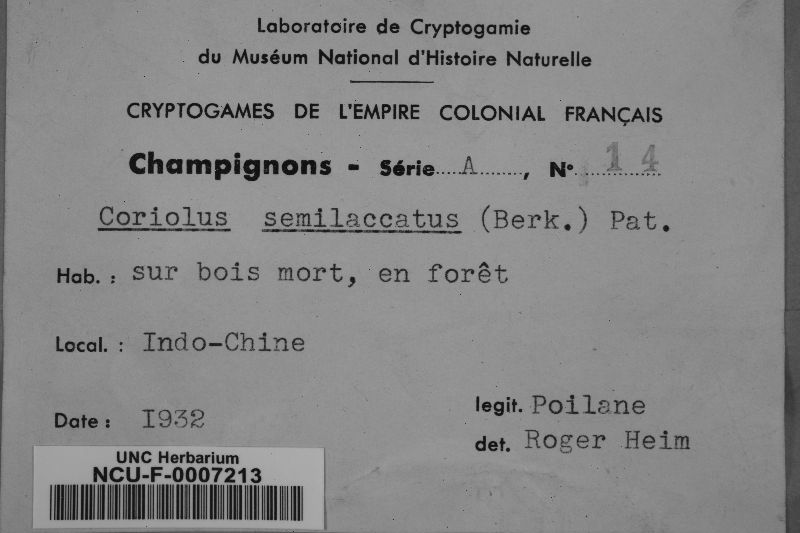 Laboratoire de Cryptogamie
du Muséum National d'Histoire Naturelle
CRYPTOGAMES DE L'EMPIRE COLONIAL FRANÇAIS
Champignons - Série A, N° 14
Coriolus semilaccatus (Berk.) Pat.
Hab. : sur bois mort, en forêt
Local. : Indo-Chine
Date : I932
legit. Poilane
det. Roger Heim
UNC Herbarium
NCU-F-0007213